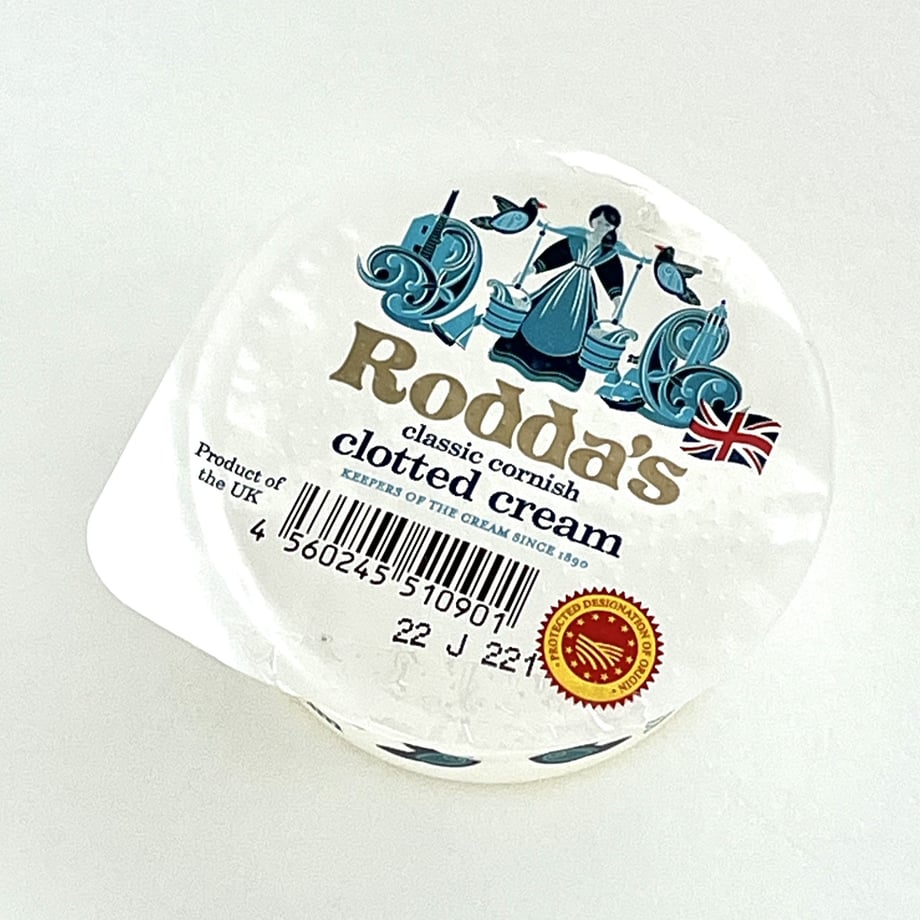 Rodda's
classic cornish
clotted cream
KEEPERS OF THE CREAM SINCE 1890
Product of
the UK
4 560245 510901
22 J 221
PROTECTED DESIGNATION OF ORIGIN